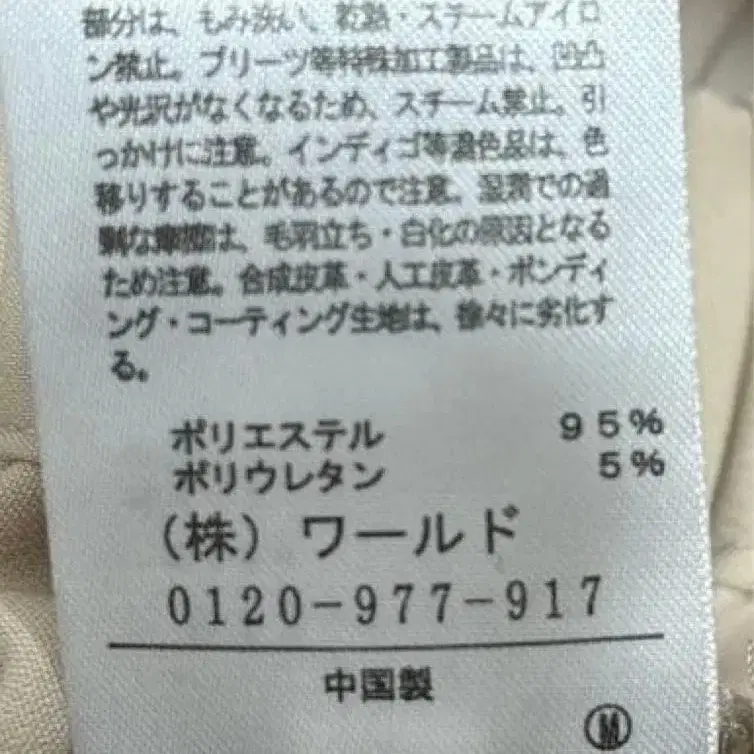 部分は、もみ洗い、乾熱・スチームアイロ
ン禁止。プリーツ等特殊加工製品は、凹凸
や光沢がなくなるため、スチーム禁止。引
っかけに注意。インディゴ等濃色品は、色
移りすることがあるので注意。湿潤での過
剰な摩擦は、毛羽立ち・白化の原因となる
ため注意。合成皮革・人工皮革・ボンディ
ング・コーティング生地は、徐々に劣化す
る。
ポリエステル 95%
ポリウレタン 5%
(株)ワールド
0120-977-917
中国製
M